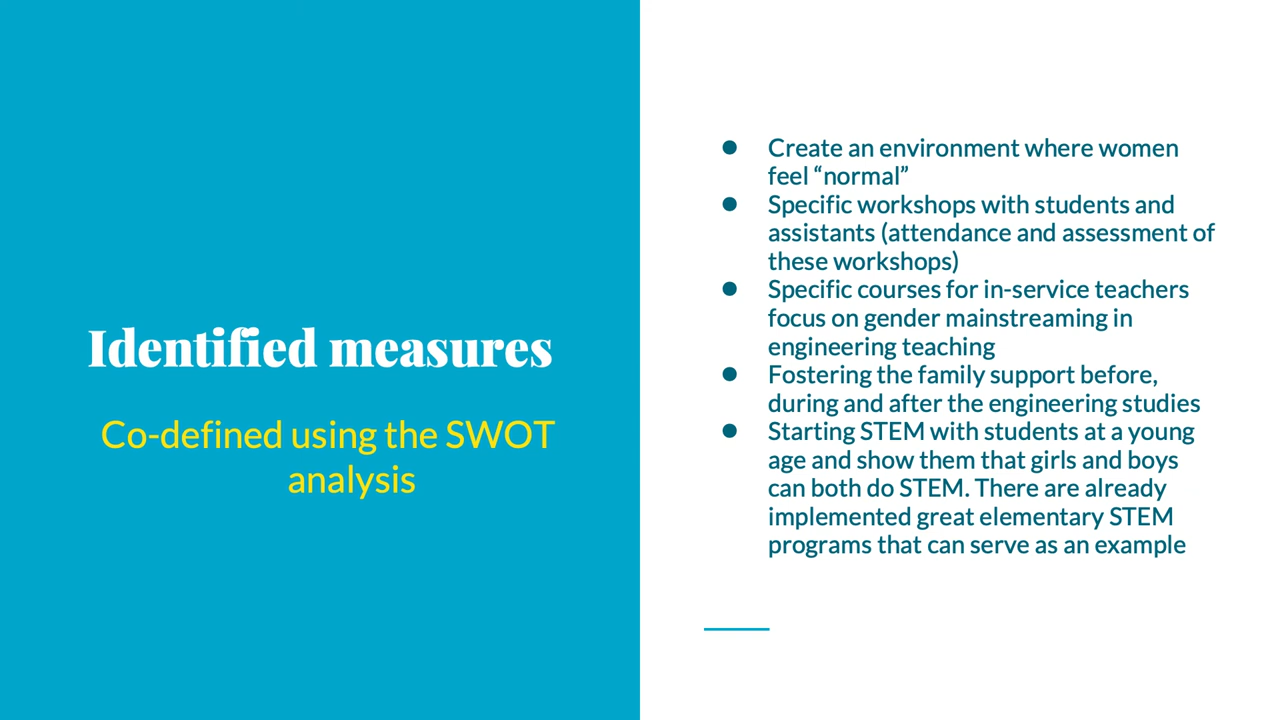 Identified measures
Co-defined using the SWOT
analysis
● Create an environment where women
feel “normal”
● Specific workshops with students and
assistants (attendance and assessment of
these workshops)
● Specific courses for in-service teachers
focus on gender mainstreaming in
engineering teaching
● Fostering the family support before,
during and after the engineering studies
● Starting STEM with students at a young
age and show them that girls and boys
can both do STEM. There are already
implemented great elementary STEM
programs that can serve as an example